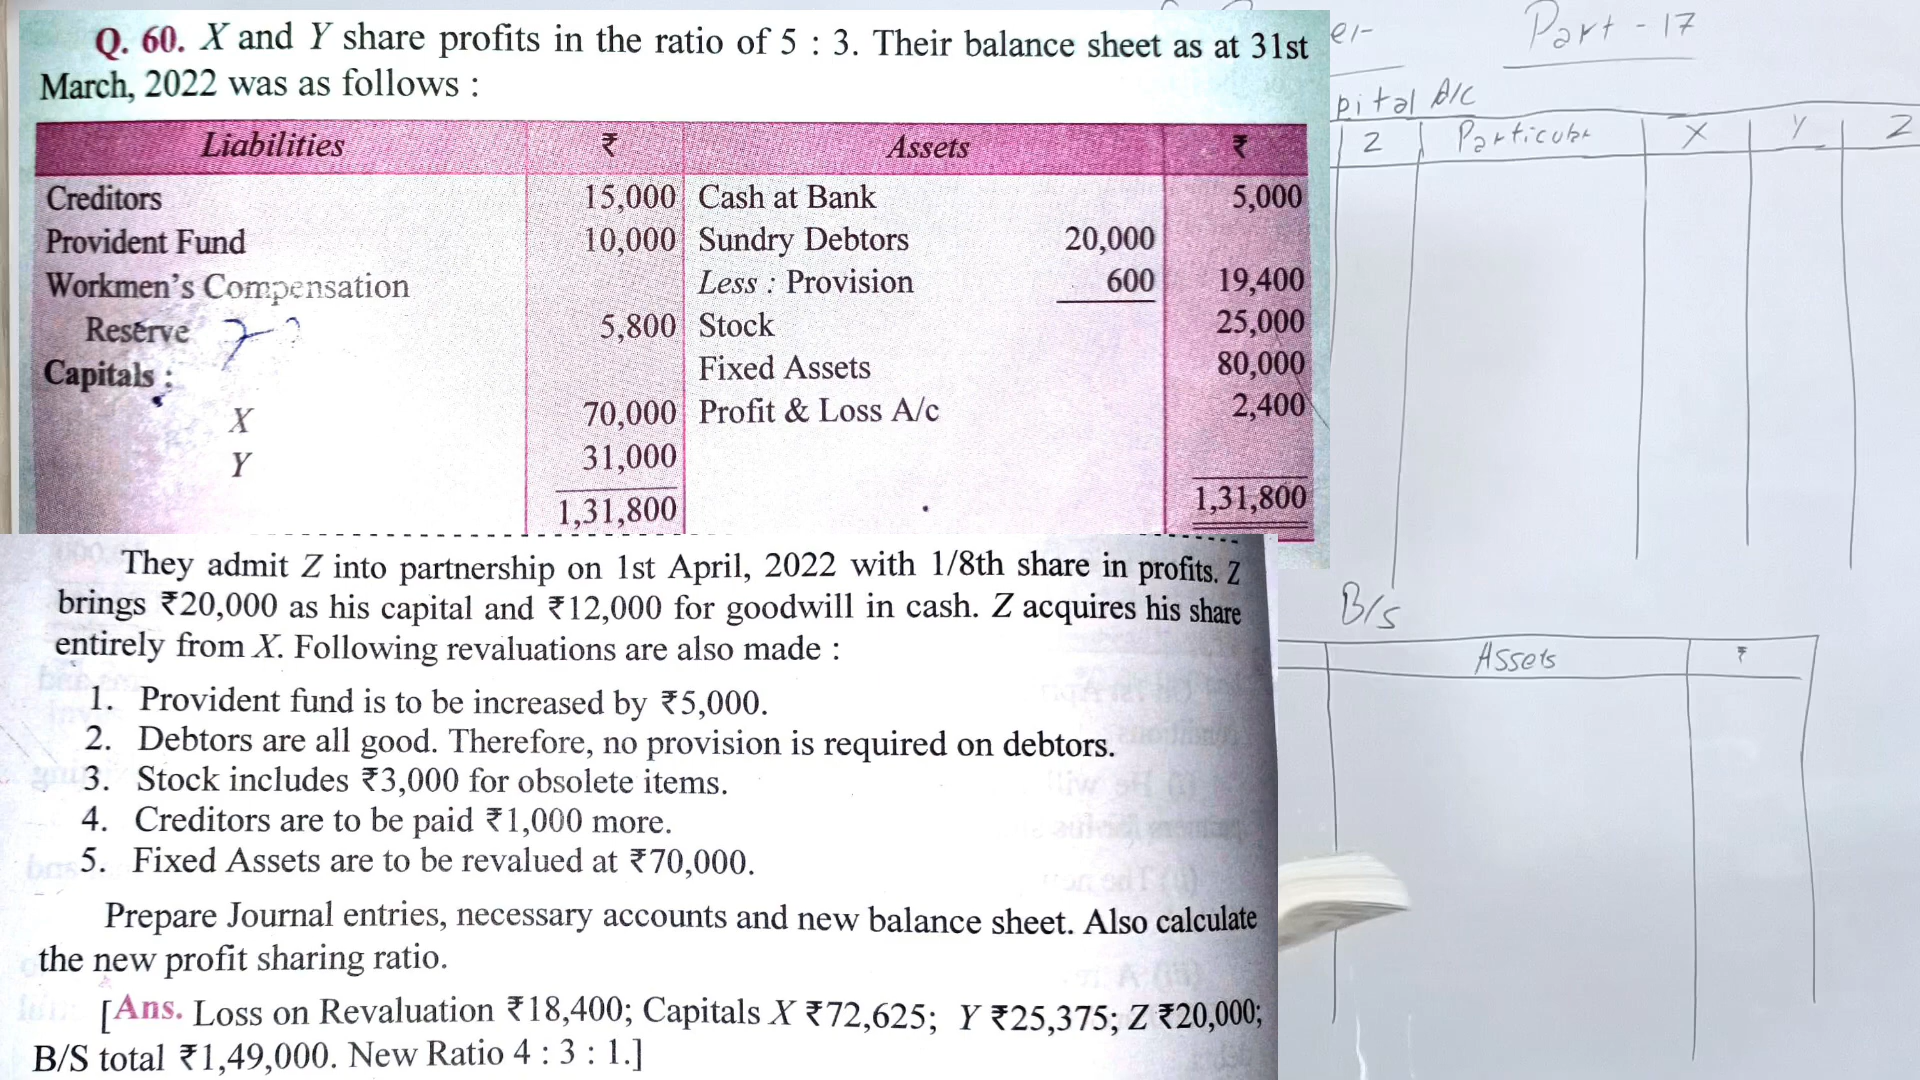 Q. 60. X and Y share profits in the ratio of 5 : 3. Their balance sheet as at 31st
March, 2022 was as follows :
Liabilities ₹ Assets ₹
Creditors 15,000 Cash at Bank 5,000
Provident Fund 10,000 Sundry Debtors 20,000
Workmen's Compensation Less : Provision 600 19,400
Reserve 5,800 Stock 25,000
Capitals : Fixed Assets 80,000
X 70,000 Profit & Loss A/c 2,400
Y 31,000
1,31,800 1,31,800
They admit Z into partnership on 1st April, 2022 with 1/8th share in profits. Z
brings ₹20,000 as his capital and ₹12,000 for goodwill in cash. Z acquires his share
entirely from X. Following revaluations are also made :
1. Provident fund is to be increased by ₹5,000.
2. Debtors are all good. Therefore, no provision is required on debtors.
3. Stock includes ₹3,000 for obsolete items.
4. Creditors are to be paid ₹1,000 more.
5. Fixed Assets are to be revalued at ₹70,000.
Prepare Journal entries, necessary accounts and new balance sheet. Also calculate
the new profit sharing ratio.
[Ans. Loss on Revaluation ₹18,400; Capitals X ₹72,625; Y ₹25,375; Z ₹20,000;
B/S total ₹1,49,000. New Ratio 4 : 3 : 1.]
Part - 17
pital A/c
Z Particular X Y Z
B/s
Assets ₹